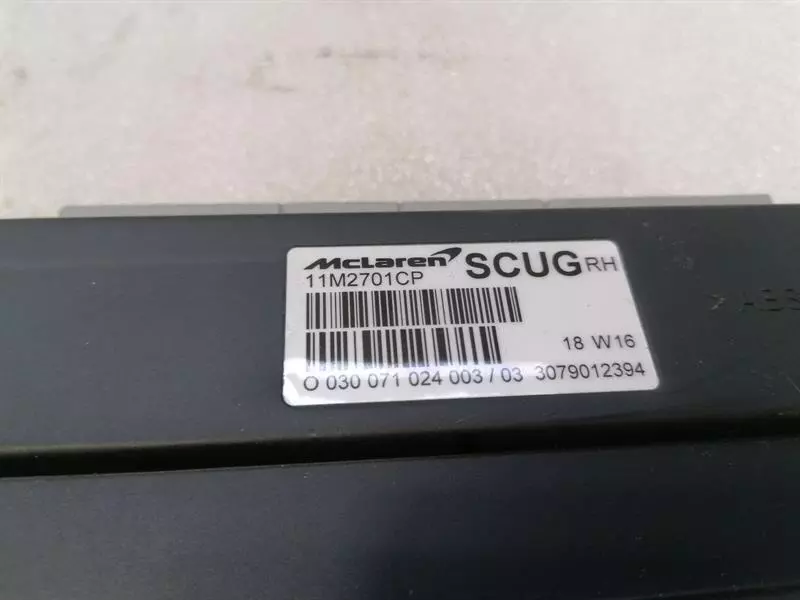 McLaren SCUG RH
11M2701CP
18 W16
O 030 071 024 003 / 03 3079012394